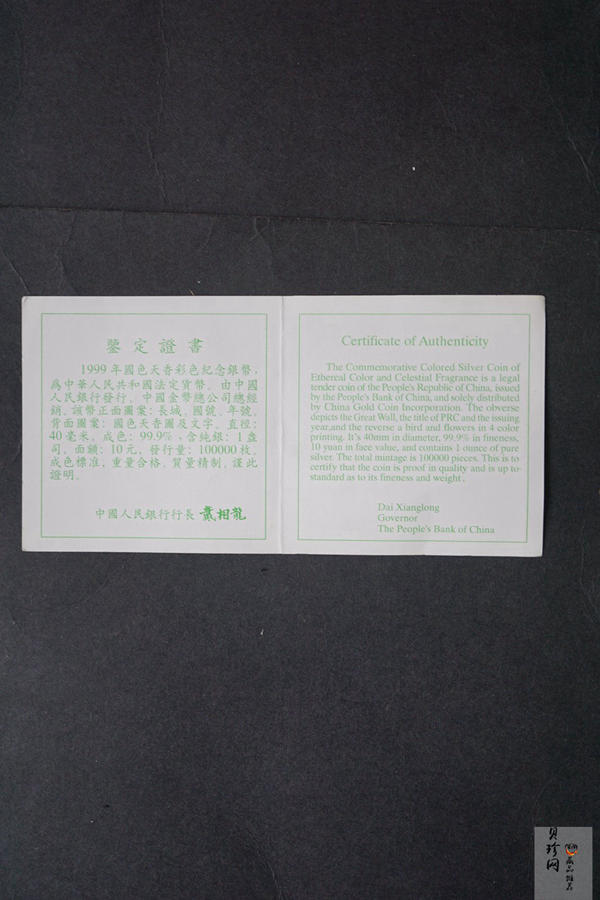 鉴定證書
1999年國色天香彩色紀念銀幣,
爲中華人民共和國法定貨幣。由中國
人民銀行發行。中國金幣總公司總經
銷。該幣正面圖案:長城、國號、年號。
背面圖案:國色天香圖及文字。直徑:
40毫米。成色:99.9%,含純銀:1盎
司。面額:10元。發行量:100000枚。
成色標准,重量合格。質量精制。謹此
證明。
中國人民銀行行長 戴相龍
Certificate of Authenticity
The Commemorative Colored Silver Coin of
Ethereal Color and Celestial Fragrance is a legal
tender coin of the People's Republic of China, issued
by the People's Bank of China, and solely distributed
by China Gold Coin Incorporation. The obverse
depicts the Great Wall, the title of PRC and the issuing
year,and the reverse a bird and flowers in 4 color
printing. It's 40mm in diameter, 99.9% in fineness,
10 yuan in face value, and contains 1 ounce of pure
silver. The total mintage is 100000 pieces. This is to
certify that the coin is proof in quality and is up to
standard as to its fineness and weight.
Dai Xianglong
Governor
The People's Bank of China
贝珍网
藏品推荐